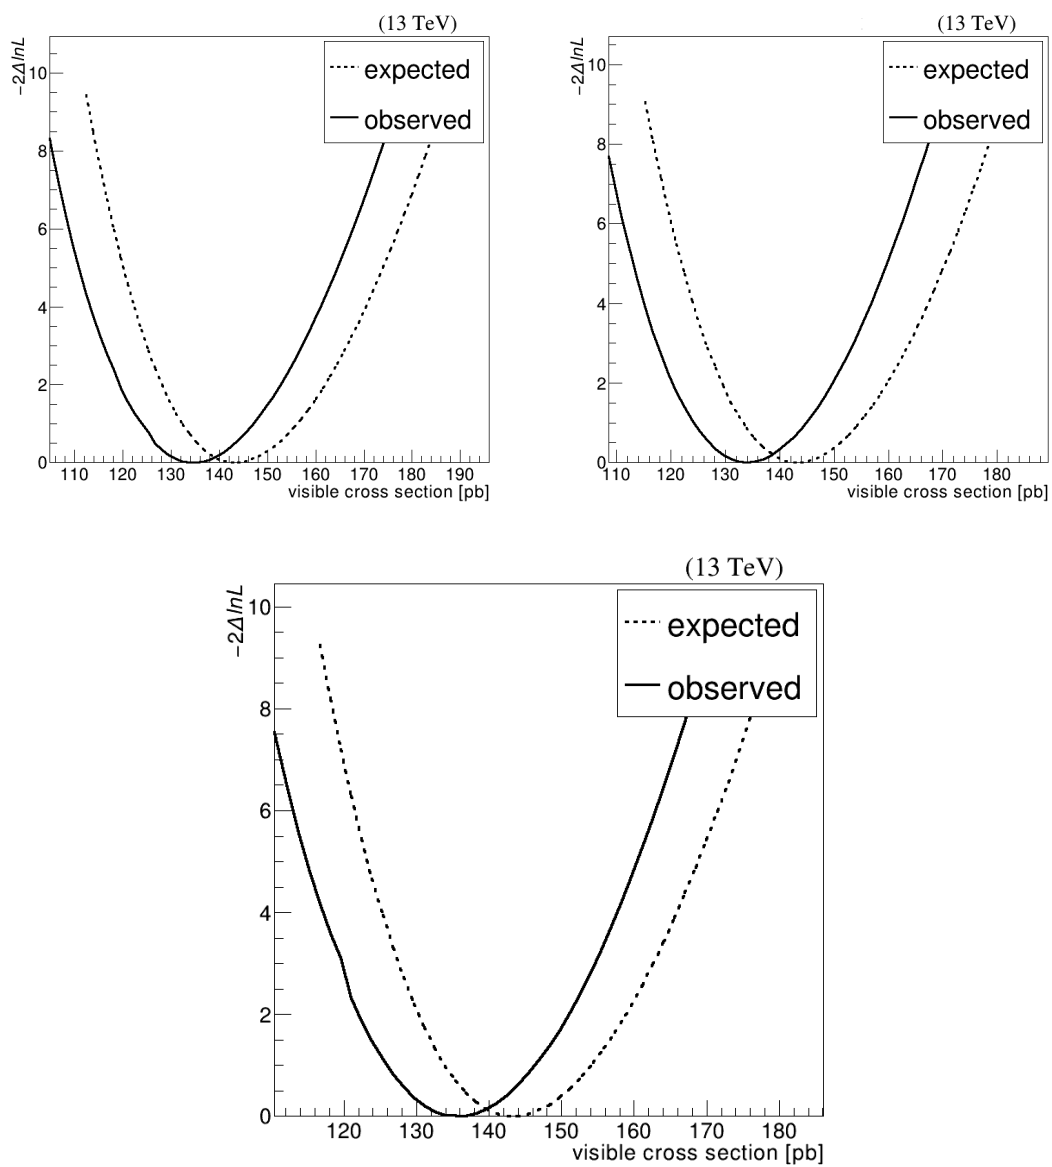 (13 TeV)
−2ΔlnL
expected
observed
10
8
6
4
2
0
110 120 130 140 150 160 170 180 190
visible cross section [pb]
(13 TeV)
−2ΔlnL
expected
observed
10
8
6
4
2
0
110 120 130 140 150 160 170 180
visible cross section [pb]
(13 TeV)
−2ΔlnL
expected
observed
10
8
6
4
2
0
120 130 140 150 160 170 180
visible cross section [pb]